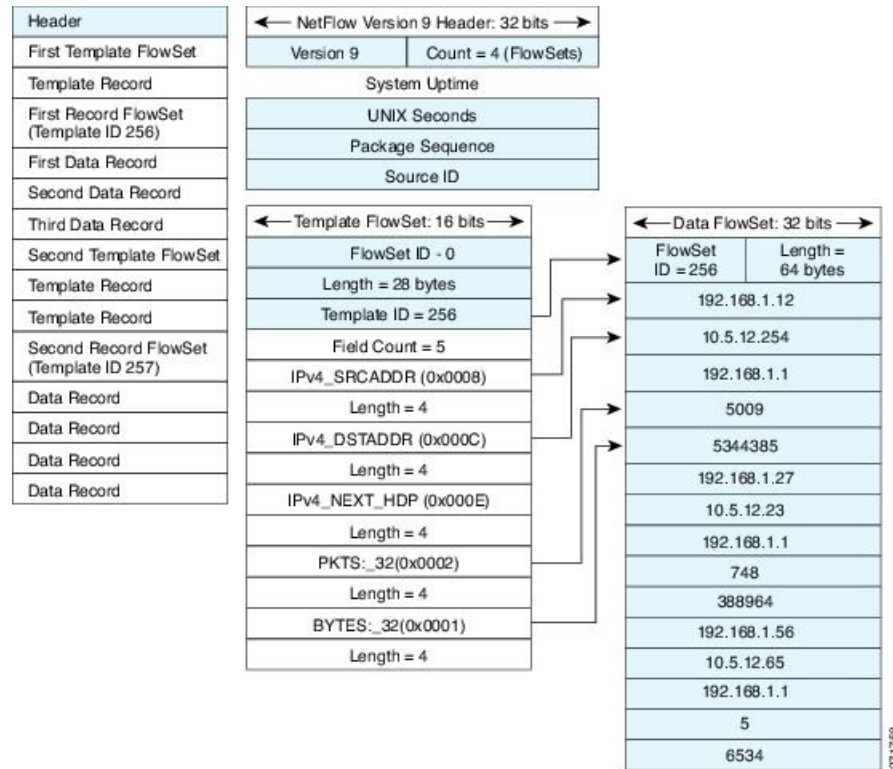 Header
First Template FlowSet
Template Record
First Record FlowSet
(Template ID 256)
First Data Record
Second Data Record
Third Data Record
Second Template FlowSet
Template Record
Template Record
Second Record FlowSet
(Template ID 257)
Data Record
Data Record
Data Record
Data Record
NetFlow Version 9 Header: 32 bits
Version 9
Count = 4 (FlowSets)
System Uptime
UNIX Seconds
Package Sequence
Source ID
Template FlowSet: 16 bits
FlowSet ID - 0
Length = 28 bytes
Template ID = 256
Field Count = 5
IPv4_SRCADDR (0x0008)
Length = 4
IPv4_DSTADDR (0x000C)
Length = 4
IPv4_NEXT_HDP (0x000E)
Length = 4
PKTS:_32(0x0002)
Length = 4
BYTES:_32(0x0001)
Length = 4
Data FlowSet: 32 bits
FlowSet
ID = 256
Length =
64 bytes
192.168.1.12
10.5.12.254
192.168.1.1
5009
5344385
192.168.1.27
10.5.12.23
192.168.1.1
748
388964
192.168.1.56
10.5.12.65
192.168.1.1
5
6534